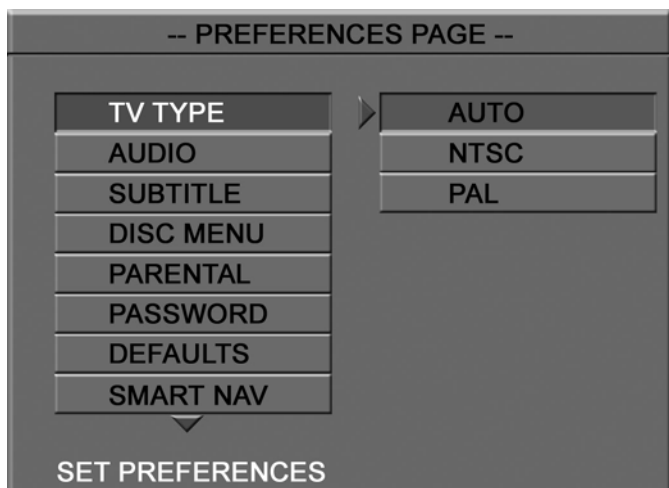 -- PREFERENCES PAGE --
TV TYPE
AUDIO
SUBTITLE
DISC MENU
PARENTAL
PASSWORD
DEFAULTS
SMART NAV
AUTO
NTSC
PAL
SET PREFERENCES